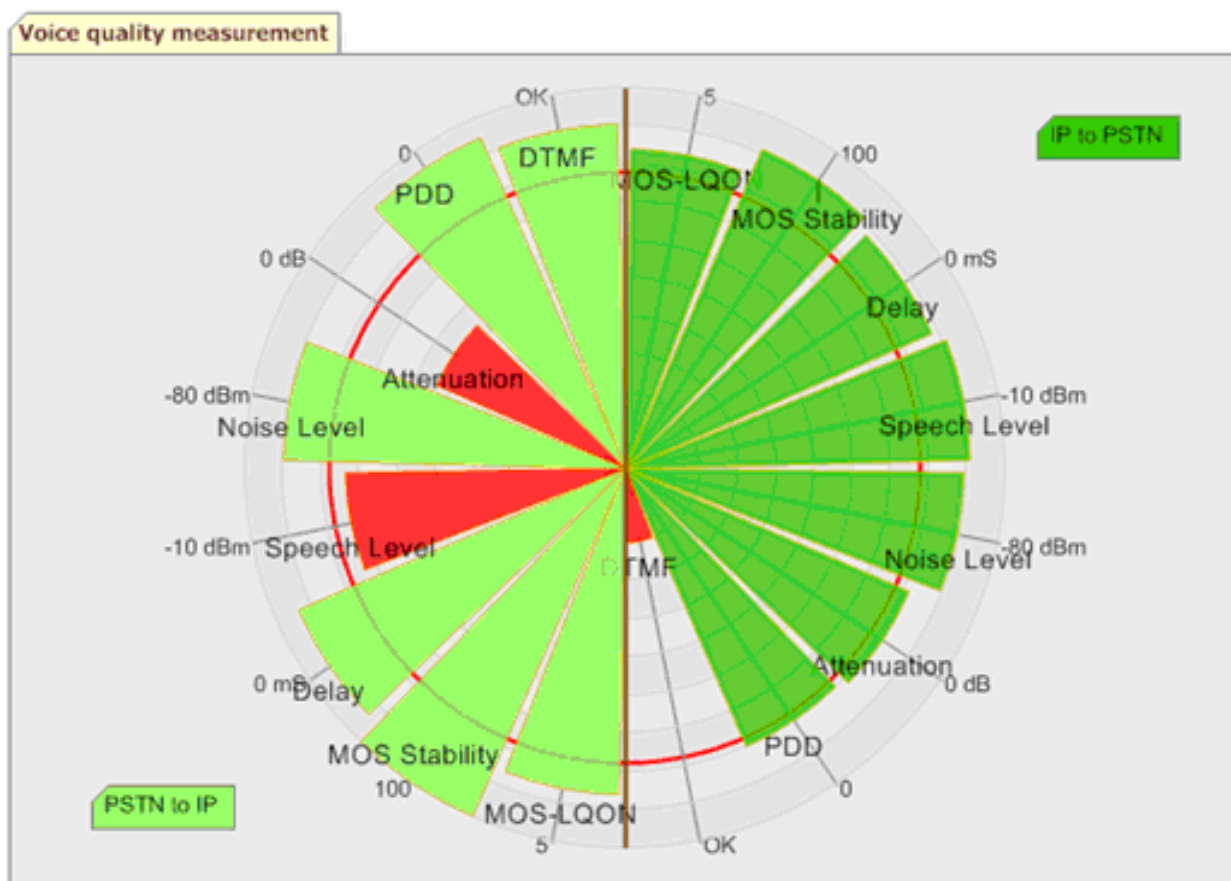 Voice quality measurement
OK
5
IP to PSTN
0
DTMF
MOS-LQON
100
PDD
MOS Stability
0 dB
0 mS
Delay
Attenuation
-80 dBm
-10 dBm
Noise Level
Speech Level
-10 dBm
Speech Level
-80 dBm
Noise Level
DTMF
0 mS
Delay
Attenuation
0 dB
MOS Stability
PDD
100
0
PSTN to IP
MOS-LQON
5
OK